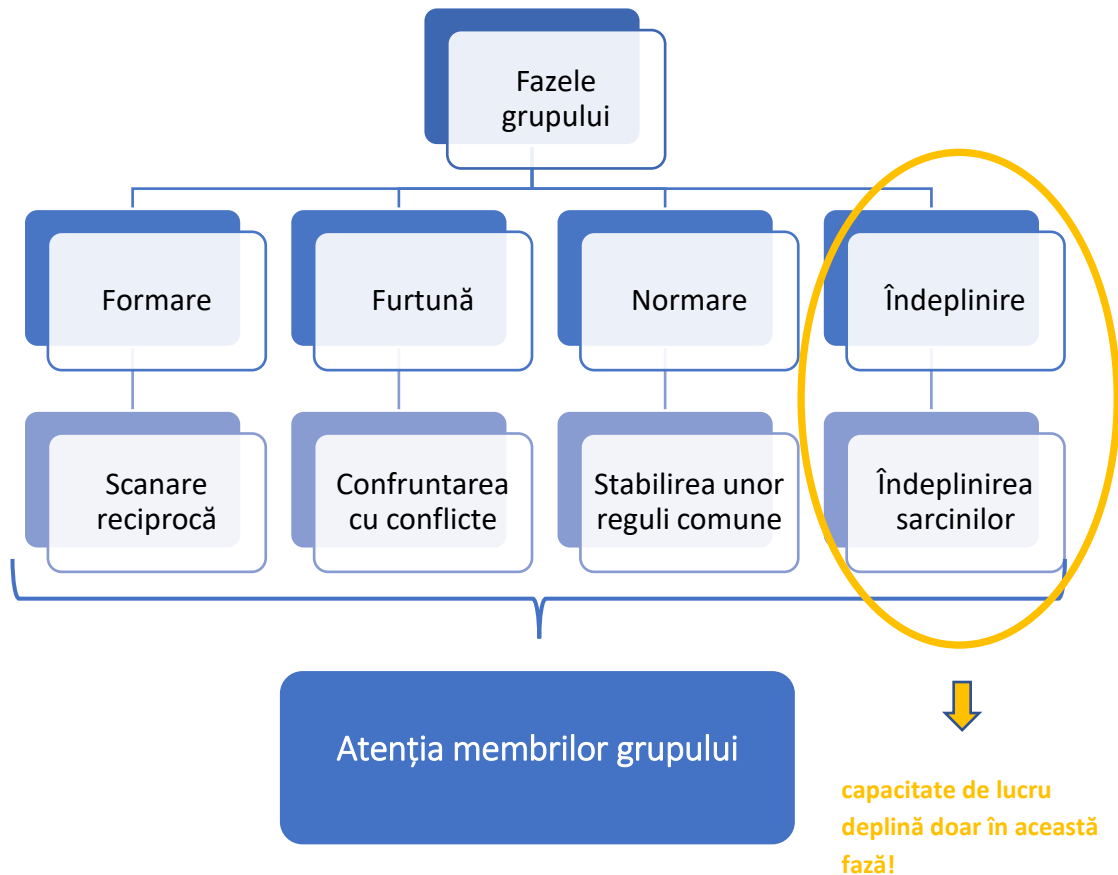 Fazele
grupului
Formare
Furtună
Normare
Îndeplinire
Scanare
reciprocă
Confruntarea
cu conflicte
Stabilirea unor
reguli comune
Îndeplinirea
sarcinilor
Atenția membrilor grupului
capacitate de lucru
deplină doar în această
fază!